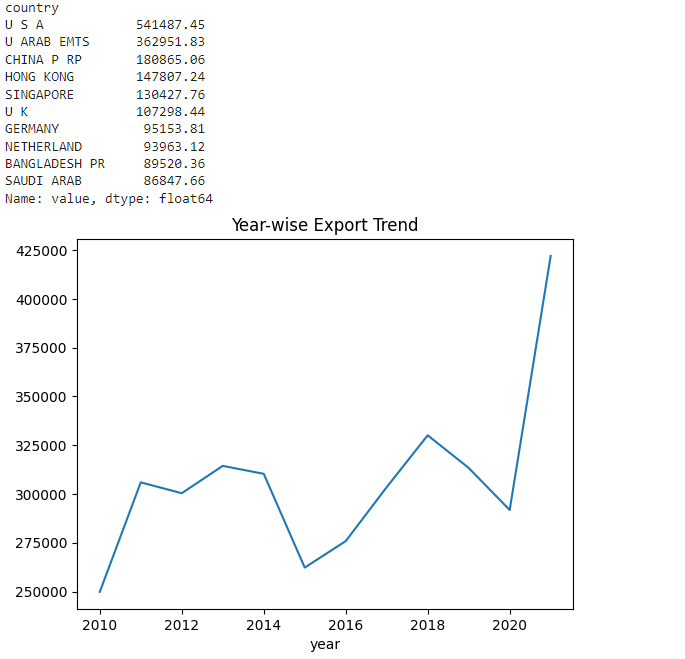 country
U S A 541487.45
U ARAB EMTS 362951.83
CHINA P RP 180865.06
HONG KONG 147807.24
SINGAPORE 130427.76
U K 107298.44
GERMANY 95153.81
NETHERLAND 93963.12
BANGLADESH PR 89520.36
SAUDI ARAB 86847.66
Name: value, dtype: float64
Year-wise Export Trend
425000
400000
375000
350000
325000
300000
275000
250000
2010 2012 2014 2016 2018 2020
year